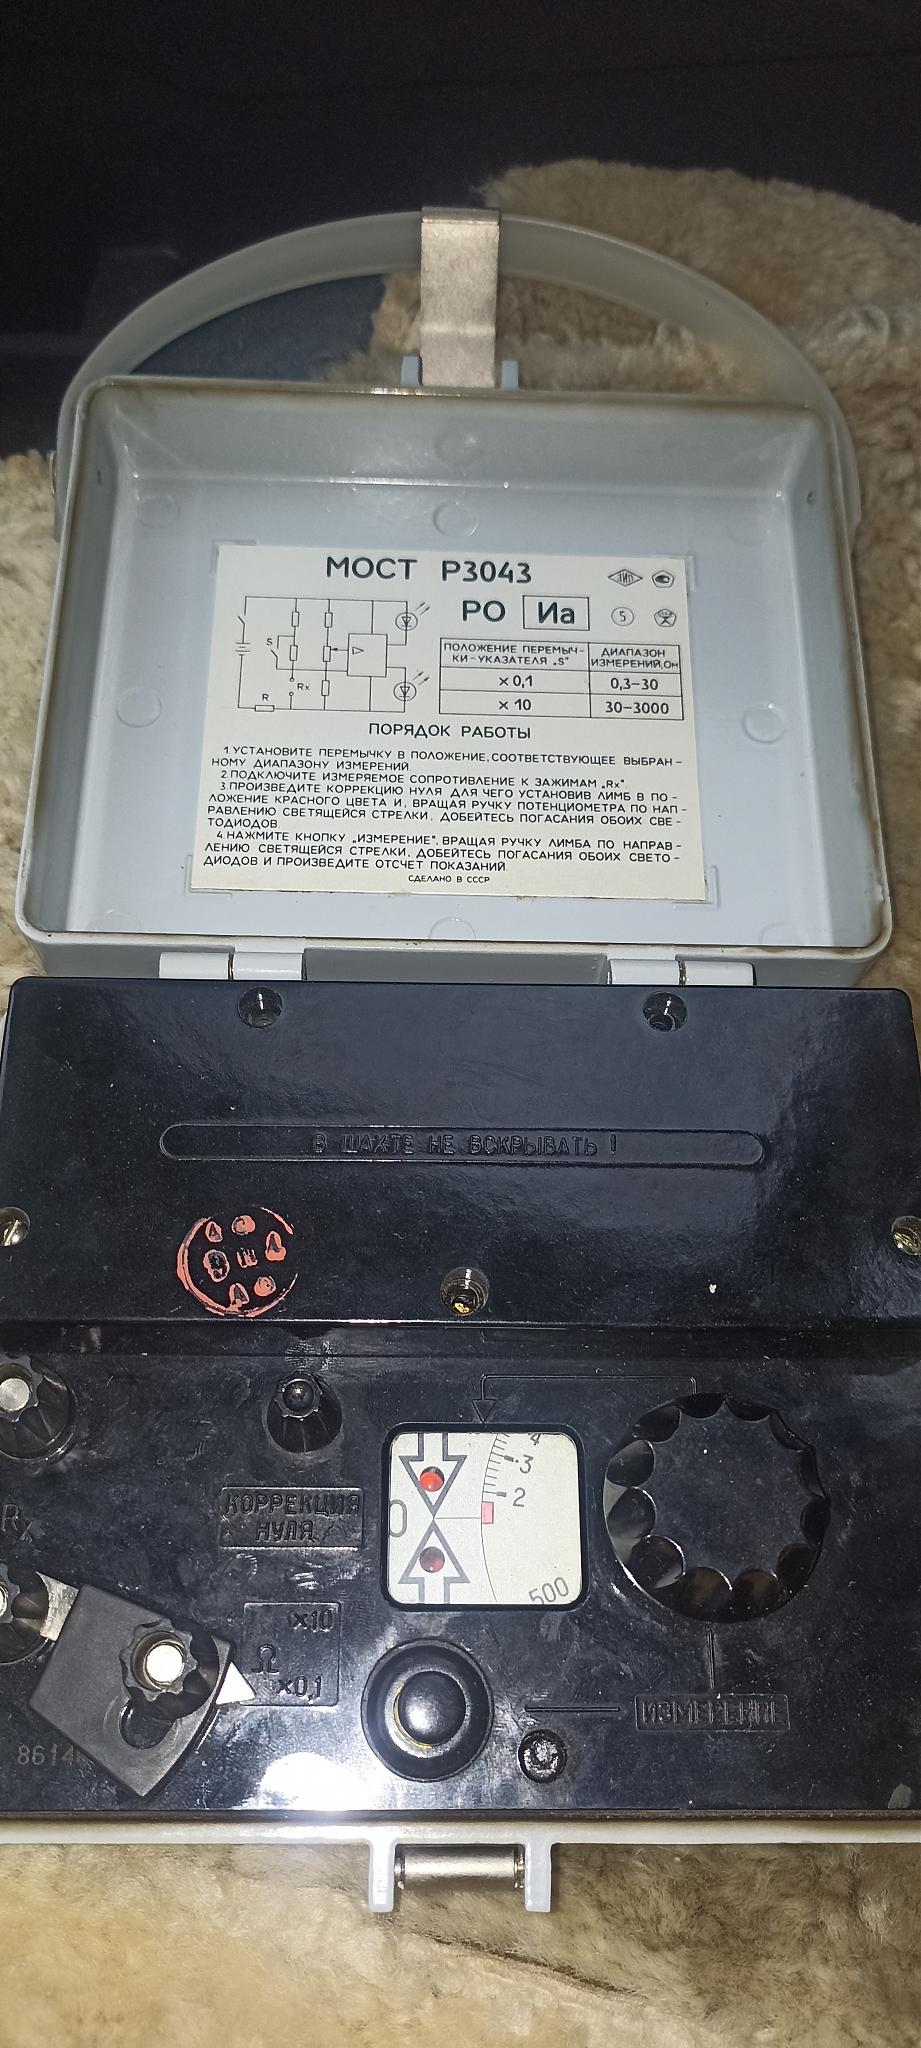 МОСТ Р3043
ЗИП
РО Иа
5
S
Rx
R
ПОЛОЖЕНИЕ ПЕРЕМЫЧ-
КИ-УКАЗАТЕЛЯ „S"
ДИАПАЗОН
ИЗМЕРЕНИЙ,Ом
×0,1 0,3–30
×10 30–3000
ПОРЯДОК РАБОТЫ
1.УСТАНОВИТЕ ПЕРЕМЫЧКУ В ПОЛОЖЕНИЕ, СООТВЕТСТВУЮЩЕЕ ВЫБРАН-
НОМУ ДИАПАЗОНУ ИЗМЕРЕНИЙ.
2.ПОДКЛЮЧИТЕ ИЗМЕРЯЕМОЕ СОПРОТИВЛЕНИЕ К ЗАЖИМАМ „Rx".
3.ПРОИЗВЕДИТЕ КОРРЕКЦИЮ НУЛЯ ДЛЯ ЧЕГО УСТАНОВИВ ЛИМБ В ПО-
ЛОЖЕНИЕ КРАСНОГО ЦВЕТА И, ВРАЩАЯ РУЧКУ ПОТЕНЦИОМЕТРА ПО НАП-
РАВЛЕНИЮ СВЕТЯЩЕЙСЯ СТРЕЛКИ, ДОБЕЙТЕСЬ ПОГАСАНИЯ ОБОИХ СВЕ-
ТОДИОДОВ.
4.НАЖМИТЕ КНОПКУ „ИЗМЕРЕНИЕ", ВРАЩАЯ РУЧКУ ЛИМБА ПО НАПРАВ-
ЛЕНИЮ СВЕТЯЩЕЙСЯ СТРЕЛКИ, ДОБЕЙТЕСЬ ПОГАСАНИЯ ОБОИХ СВЕТО-
ДИОДОВ И ПРОИЗВЕДИТЕ ОТСЧЕТ ПОКАЗАНИЙ.
СДЕЛАНО В СССР
В ШАХТЕ НЕ ВСКРЫВАТЬ !
4
3
2
0
500
Rx
КОРРЕКЦИЯ
НУЛЯ
×10
Ω
×0,1
ИЗМЕРЕНИЕ
8614